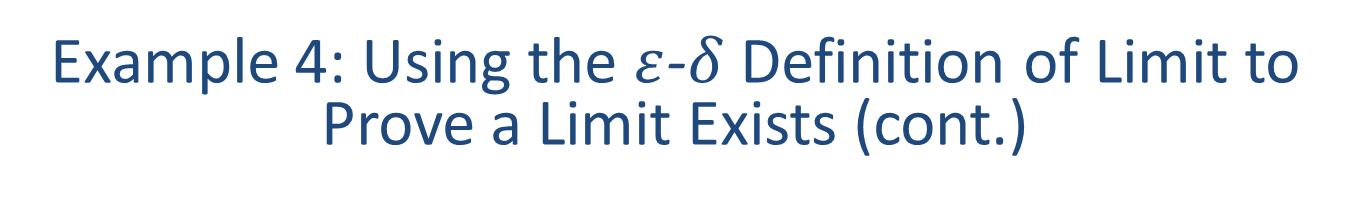 Example 4: Using the ε-δ Definition of Limit to
Prove a Limit Exists (cont.)